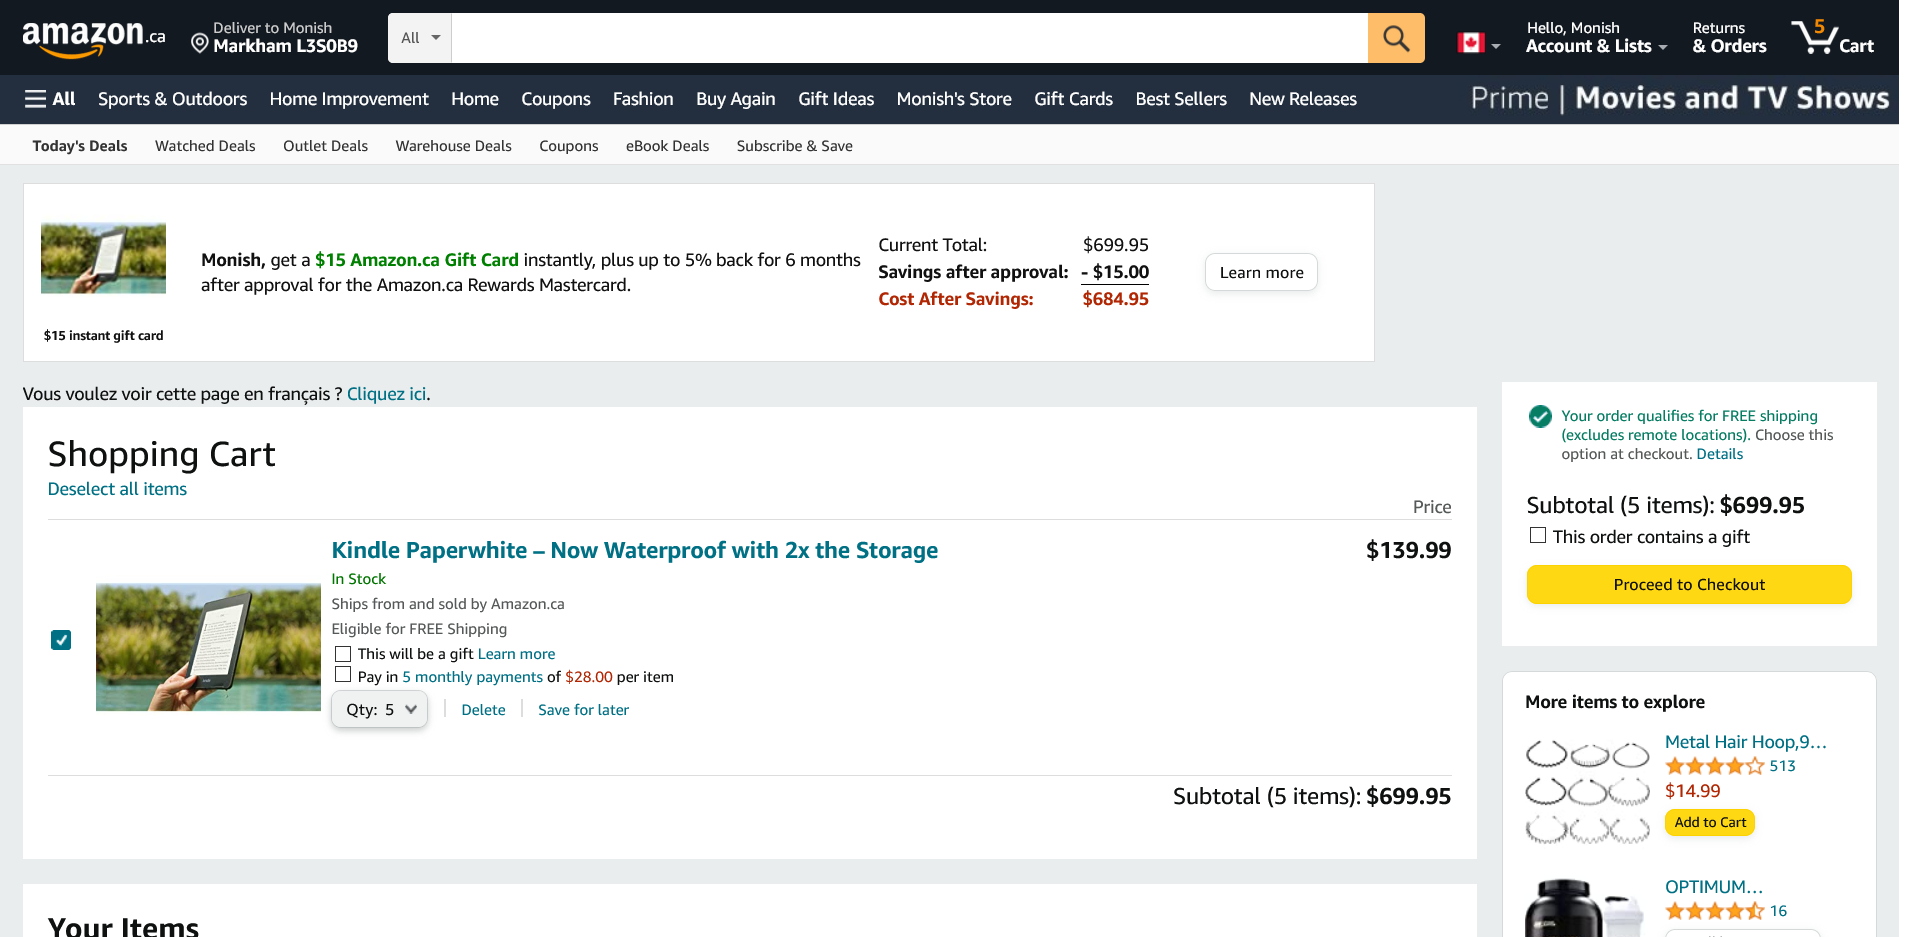 amazon.ca
Deliver to Monish
Markham L3S0B9
All
Hello, Monish
Account & Lists
Returns
& Orders
5
Cart
All
Sports & Outdoors
Home Improvement
Home
Coupons
Fashion
Buy Again
Gift Ideas
Monish's Store
Gift Cards
Best Sellers
New Releases
Prime | Movies and TV Shows
Today's Deals
Watched Deals
Outlet Deals
Warehouse Deals
Coupons
eBook Deals
Subscribe & Save
$15 instant gift card
Monish, get a $15 Amazon.ca Gift Card instantly, plus up to 5% back for 6 months
after approval for the Amazon.ca Rewards Mastercard.
Current Total: $699.95
Savings after approval: - $15.00
Cost After Savings: $684.95
Learn more
Vous voulez voir cette page en français ? Cliquez ici.
Shopping Cart
Deselect all items
Price
Kindle Paperwhite – Now Waterproof with 2x the Storage
$139.99
In Stock
Ships from and sold by Amazon.ca
Eligible for FREE Shipping
This will be a gift Learn more
Pay in 5 monthly payments of $28.00 per item
Qty: 5
Delete
Save for later
Subtotal (5 items): $699.95
Your Items
Your order qualifies for FREE shipping
(excludes remote locations). Choose this
option at checkout. Details
Subtotal (5 items): $699.95
This order contains a gift
Proceed to Checkout
More items to explore
Metal Hair Hoop,9…
513
$14.99
Add to Cart
OPTIMUM…
16